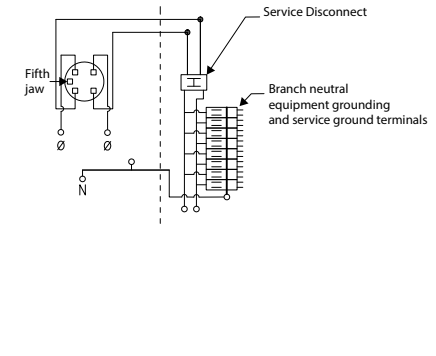 Service Disconnect
Fifth
jaw
Branch neutral
equipment grounding
and service ground terminals
Ø
Ø
N